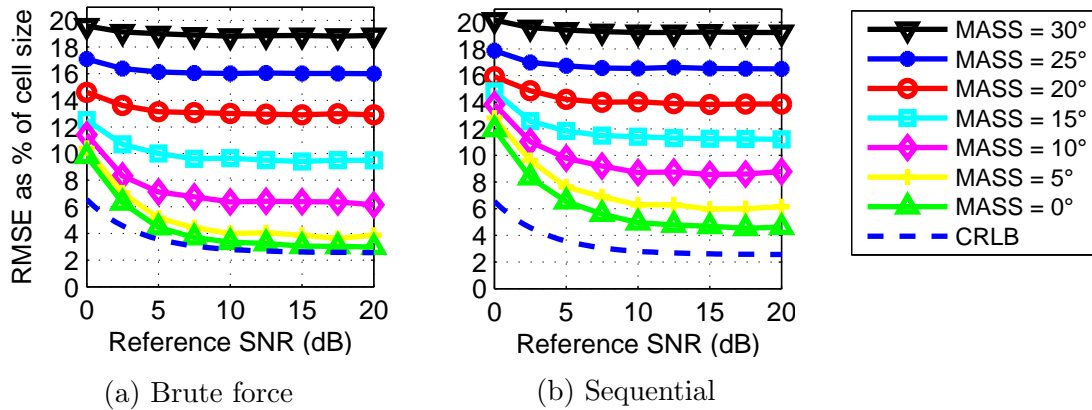 RMSE as % of cell size
20
18
16
14
12
10
8
6
4
2
0
0 5 10 15 20
Reference SNR (dB)
(a) Brute force
20
18
16
14
12
10
8
6
4
2
0
0 5 10 15 20
Reference SNR (dB)
(b) Sequential
MASS = 30°
MASS = 25°
MASS = 20°
MASS = 15°
MASS = 10°
MASS = 5°
MASS = 0°
CRLB